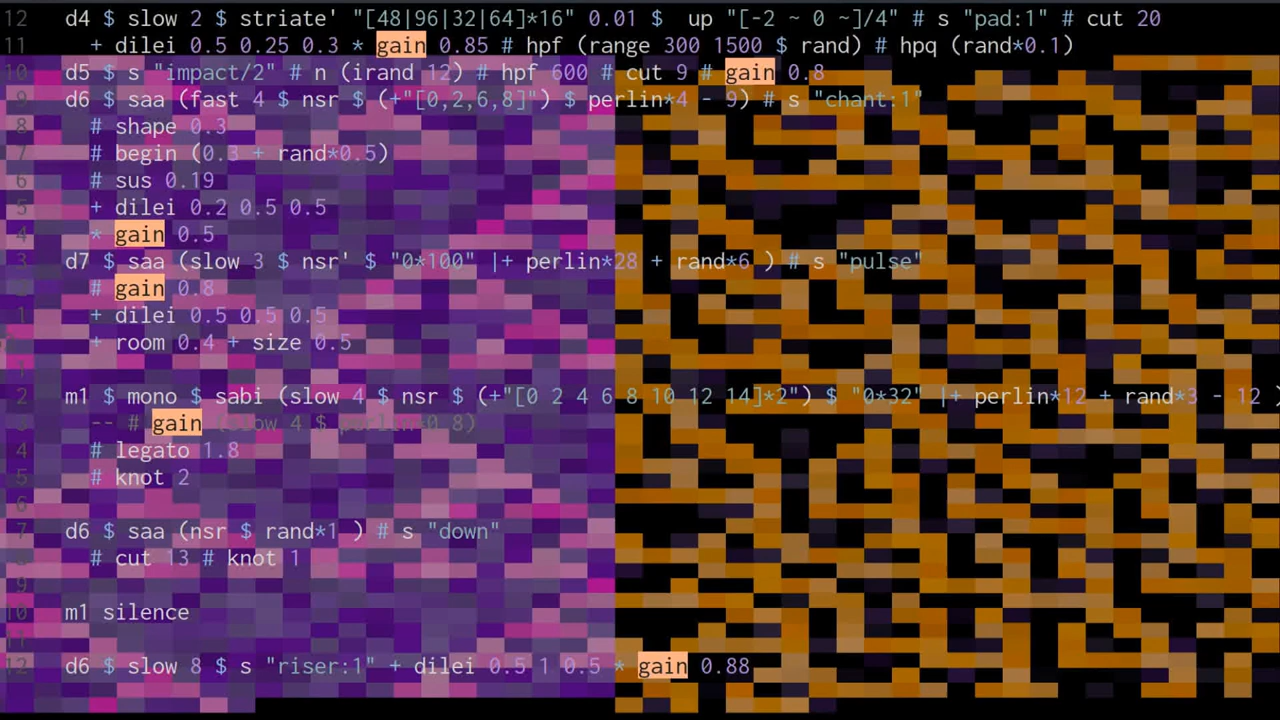 12 d4 $ slow 2 $ striate' "[48|96|32|64]*16" 0.01 $  up "[-2 ~ 0 ~]/4" # s "pad:1" # cut 20
11 + dilei 0.5 0.25 0.3 * gain 0.85 # hpf (range 300 1500 $ rand) # hpq (rand*0.1)
10 d5 $ s "impact/2" # n (irand 12) # hpf 600 # cut 9 # gain 0.8
9 d6 $ saa (fast 4 $ nsr $ (+"[0,2,6,8]") $ perlin*4 - 9) # s "chant:1"
8 # shape 0.3
7 # begin (0.3 + rand*0.5)
6 # sus 0.19
5 + dilei 0.2 0.5 0.5
4 * gain 0.5
3 d7 $ saa (slow 3 $ nsr' $ "0*100" |+ perlin*28 + rand*6 ) # s "pulse"
2 # gain 0.8
1 + dilei 0.5 0.5 0.5
+ room 0.4 + size 0.5
1
2 m1 $ mono $ sabi (slow 4 $ nsr $ (+"[0 2 4 6 8 10 12 14]*2") $ "0*32" |+ perlin*12 + rand*3 - 12 )
3 -- # gain (slow 4 $ perlin*0 8)
4 # legato 1.8
5 # knot 2
6
7 d6 $ saa (nsr $ rand*1 ) # s "down"
8 # cut 13 # knot 1
9
10 m1 silence
11
12 d6 $ slow 8 $ s "riser:1" + dilei 0.5 1 0.5 * gain 0.88